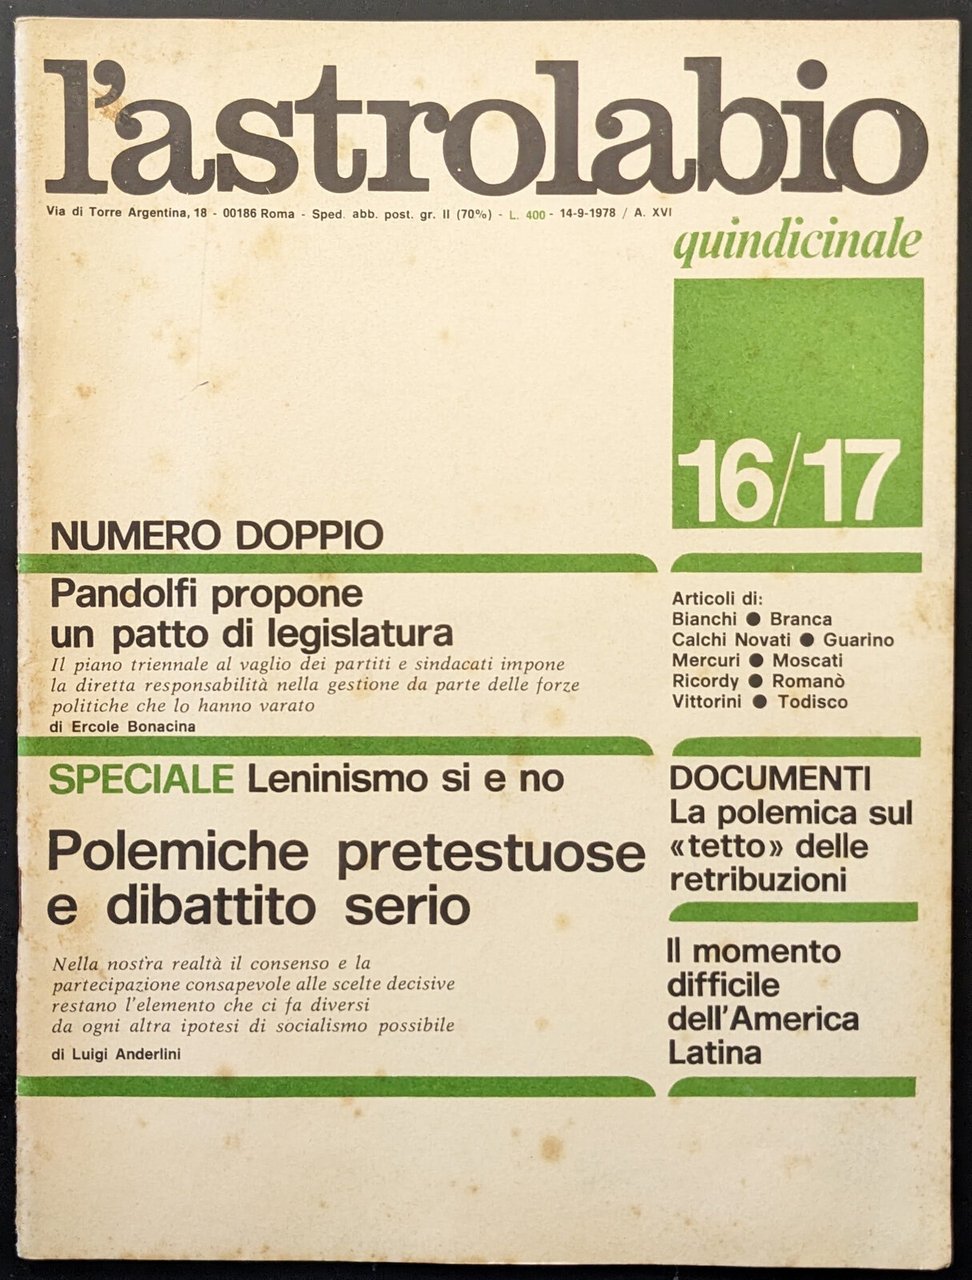 l'astrolabio
Via di Torre Argentina, 18 - 00186 Roma - Sped. abb. post. gr. II (70%) - L. 400 - 14-9-1978 / A. XVI
quindicinale
16/17
NUMERO DOPPIO
Pandolfi propone
un patto di legislatura
Il piano triennale al vaglio dei partiti e sindacati impone
la diretta responsabilità nella gestione da parte delle forze
politiche che lo hanno varato
di Ercole Bonacina
Articoli di:
Bianchi ● Branca
Calchi Novati ● Guarino
Mercuri ● Moscati
Ricordy ● Romanò
Vittorini ● Todisco
SPECIALE Leninismo si e no
Polemiche pretestuose
e dibattito serio
Nella nostra realtà il consenso e la
partecipazione consapevole alle scelte decisive
restano l'elemento che ci fa diversi
da ogni altra ipotesi di socialismo possibile
di Luigi Anderlini
DOCUMENTI
La polemica sul
«tetto» delle
retribuzioni
Il momento
difficile
dell'America
Latina